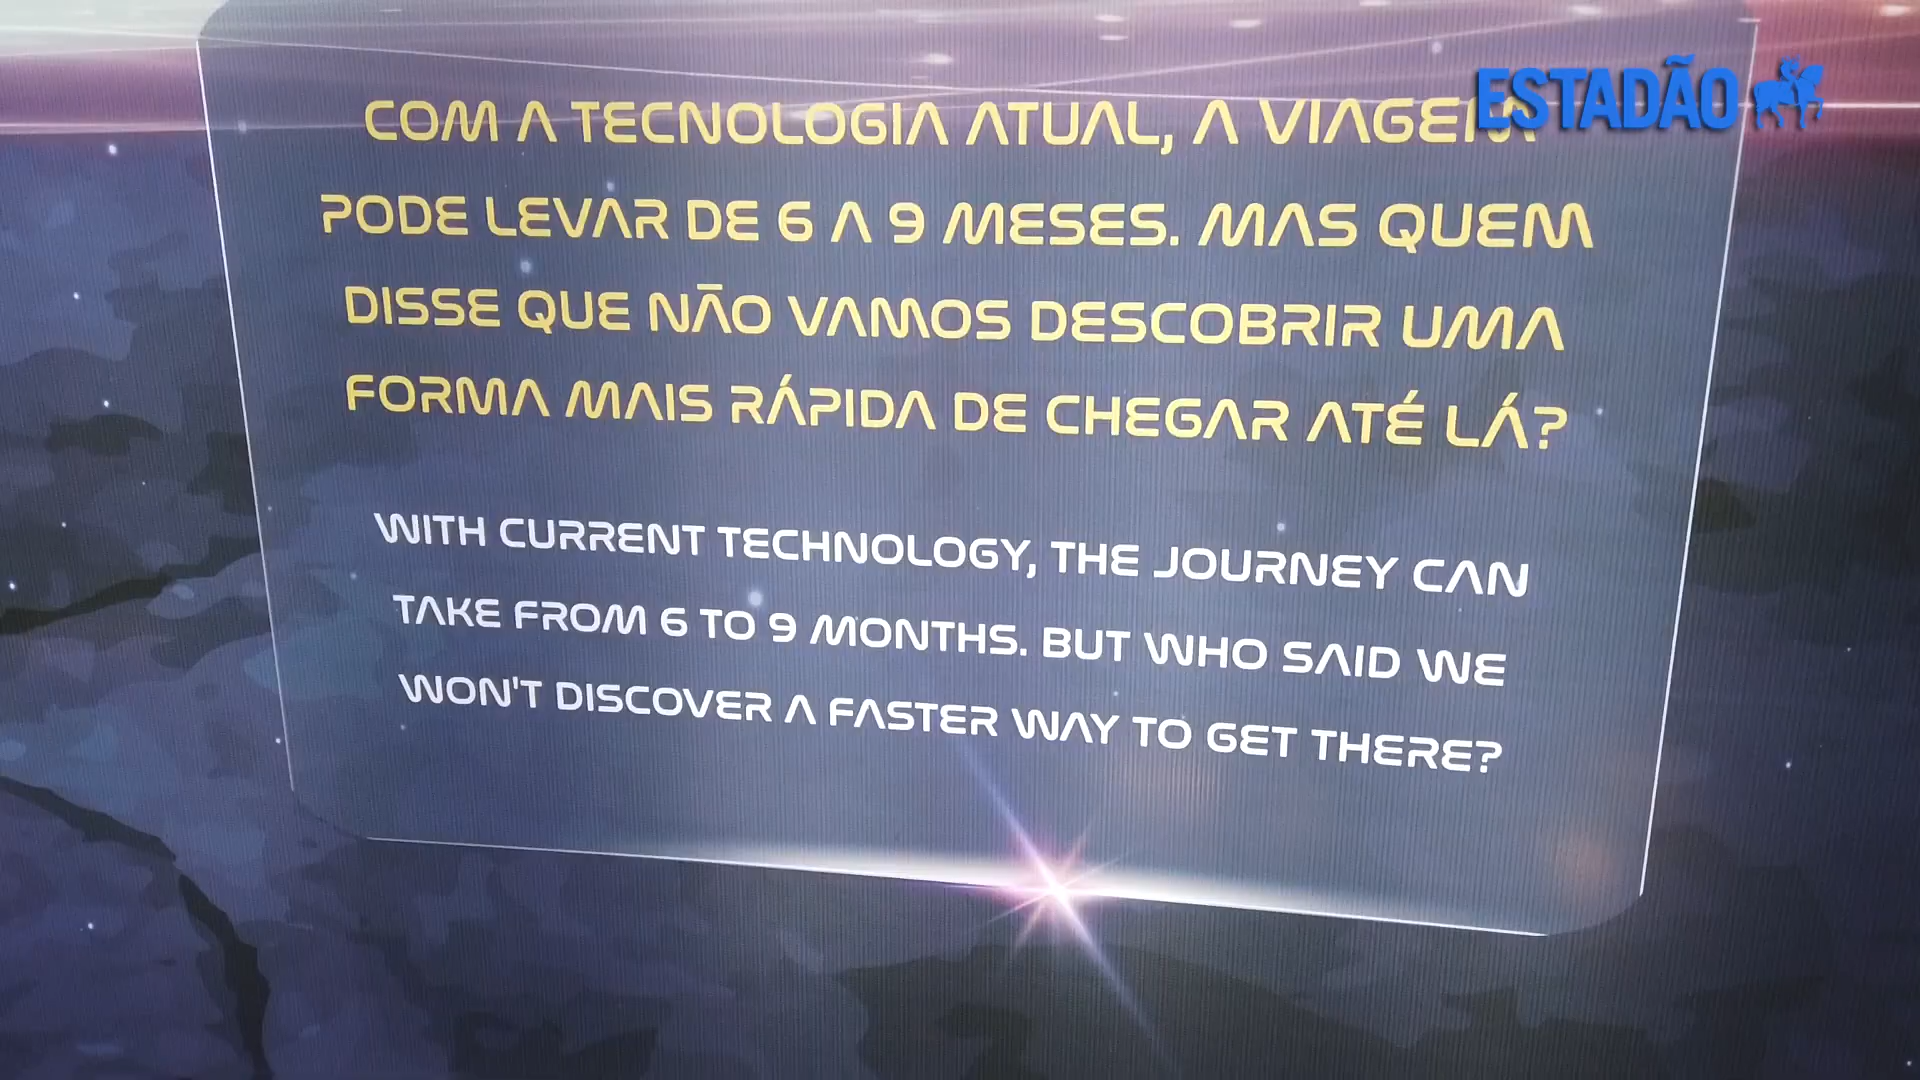 ESTADÃO
COM A TECNOLOGIA ATUAL, A VIAGEM
PODE LEVAR DE 6 A 9 MESES. MAS QUEM
DISSE QUE NÃO VAMOS DESCOBRIR UMA
FORMA MAIS RÁPIDA DE CHEGAR ATÉ LÁ?
WITH CURRENT TECHNOLOGY, THE JOURNEY CAN
TAKE FROM 6 TO 9 MONTHS. BUT WHO SAID WE
WON'T DISCOVER A FASTER WAY TO GET THERE?